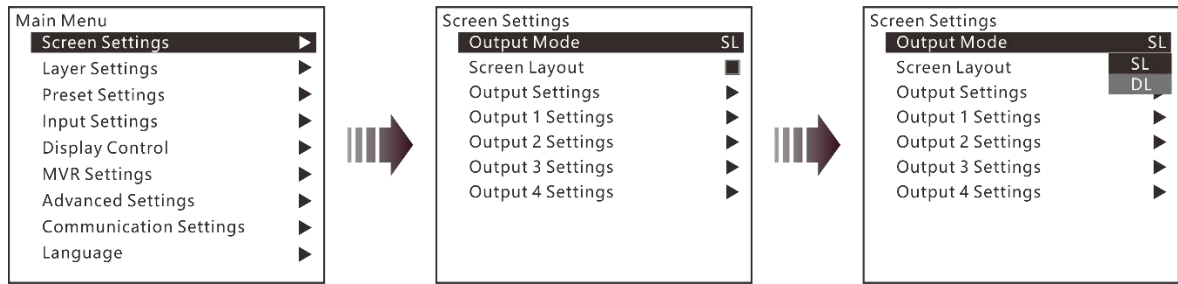 Main Menu
Screen Settings
Layer Settings
Preset Settings
Input Settings
Display Control
MVR Settings
Advanced Settings
Communication Settings
Language
Screen Settings
Output Mode SL
Screen Layout
Output Settings
Output 1 Settings
Output 2 Settings
Output 3 Settings
Output 4 Settings
Screen Settings
Output Mode SL
Screen Layout SL
Output Settings DL
Output 1 Settings
Output 2 Settings
Output 3 Settings
Output 4 Settings